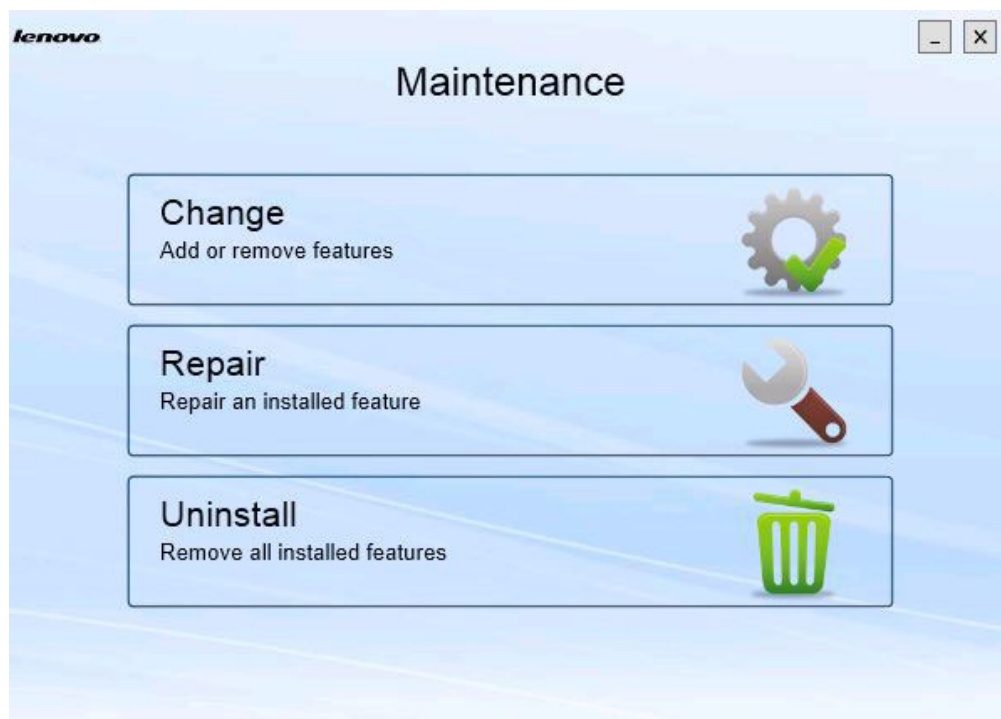 lenovo
Maintenance
Change
Add or remove features
Repair
Repair an installed feature
Uninstall
Remove all installed features